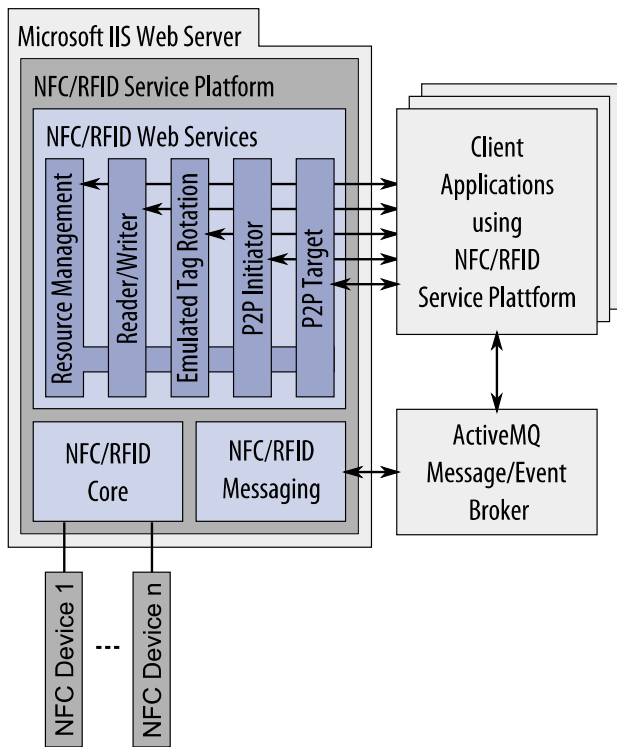 Microsoft IIS Web Server
NFC/RFID Service Platform
NFC/RFID Web Services
Resource Management
Reader/Writer
Emulated Tag Rotation
P2P Initiator
P2P Target
Client
Applications
using
NFC/RFID
Service Plattform
NFC/RFID
Core
NFC/RFID
Messaging
ActiveMQ
Message/Event
Broker
NFC Device 1
...
NFC Device n